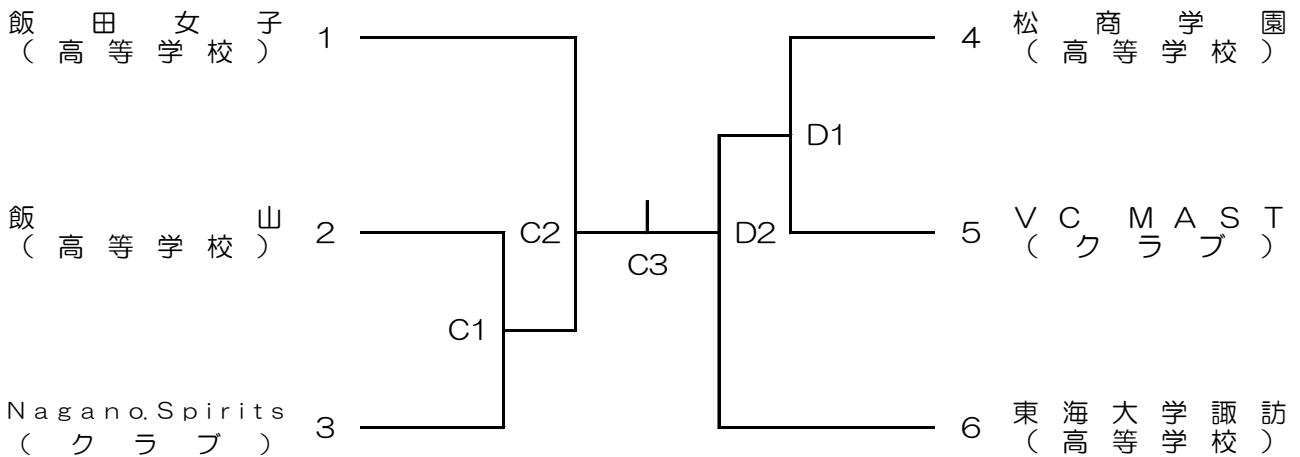 飯田女子
(高等学校)
1
飯山
(高等学校)
2
Nagano.Spirits
(クラブ)
3
C1
C2
C3
D1
D2
4
松商学園
(高等学校)
5
VC MAST
(クラブ)
6
東海大学諏訪
(高等学校)